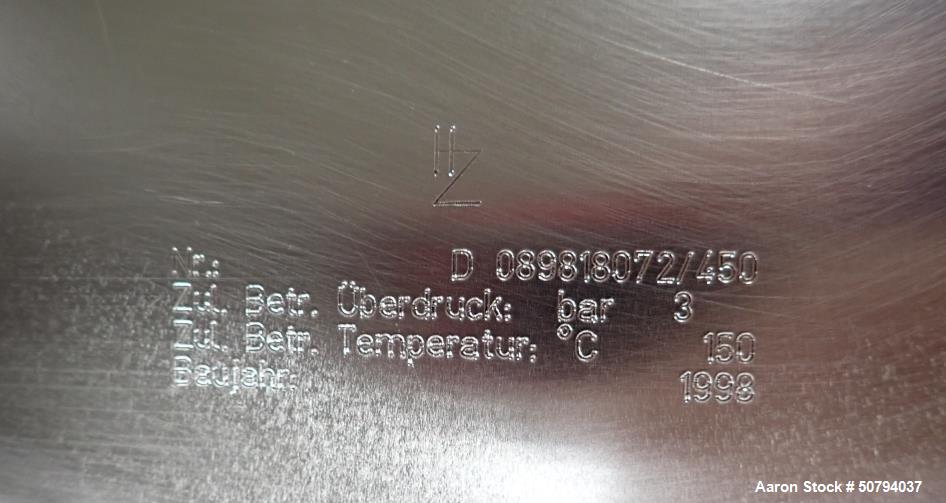 HZ
Nr.: D 089818072/450
Zul. Betr. Überdruck: bar 3
Zul. Betr. Temperatur: °C 150
Baujahr: 1998
Aaron Stock # 50794037